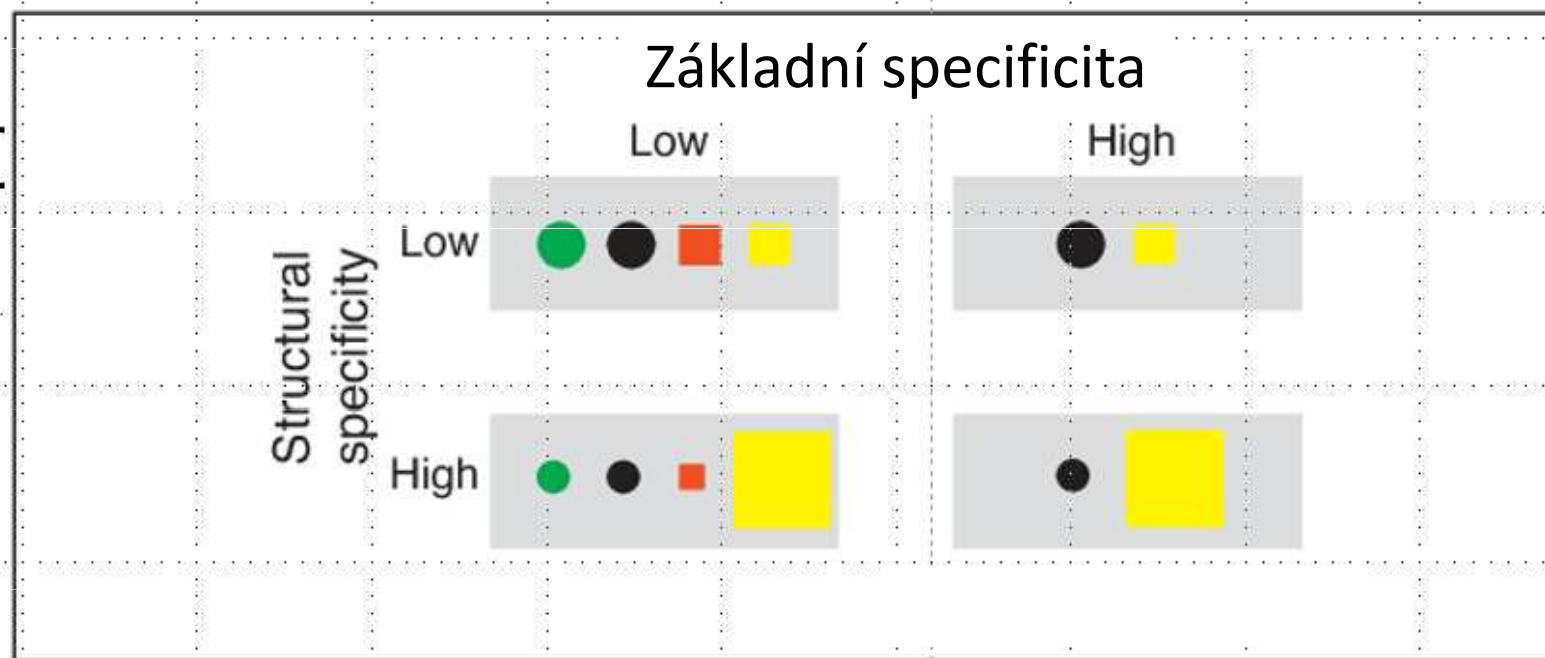 Základní specificita
Low
High
Structural
specificity
Low
High